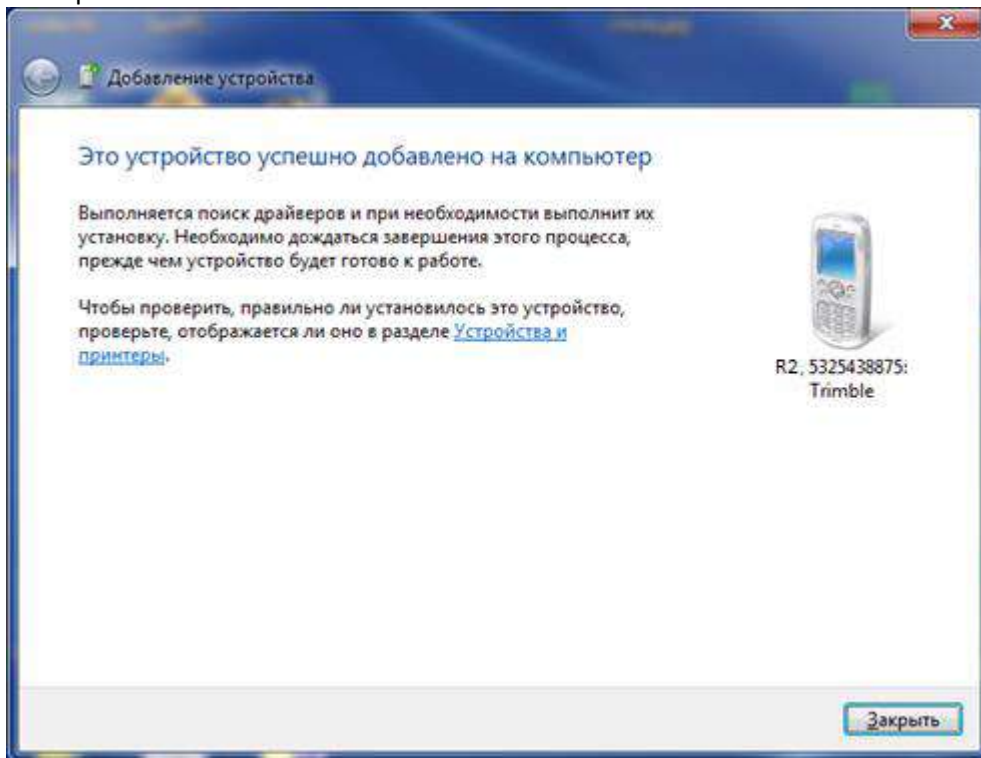 Добавление устройства
Это устройство успешно добавлено на компьютер
Выполняется поиск драйверов и при необходимости выполнит их
установку. Необходимо дождаться завершения этого процесса,
прежде чем устройство будет готово к работе.
Чтобы проверить, правильно ли установилось это устройство,
проверьте, отображается ли оно в разделе Устройства и
принтеры.
R2, 5325438875:
Trimble
Закрыть